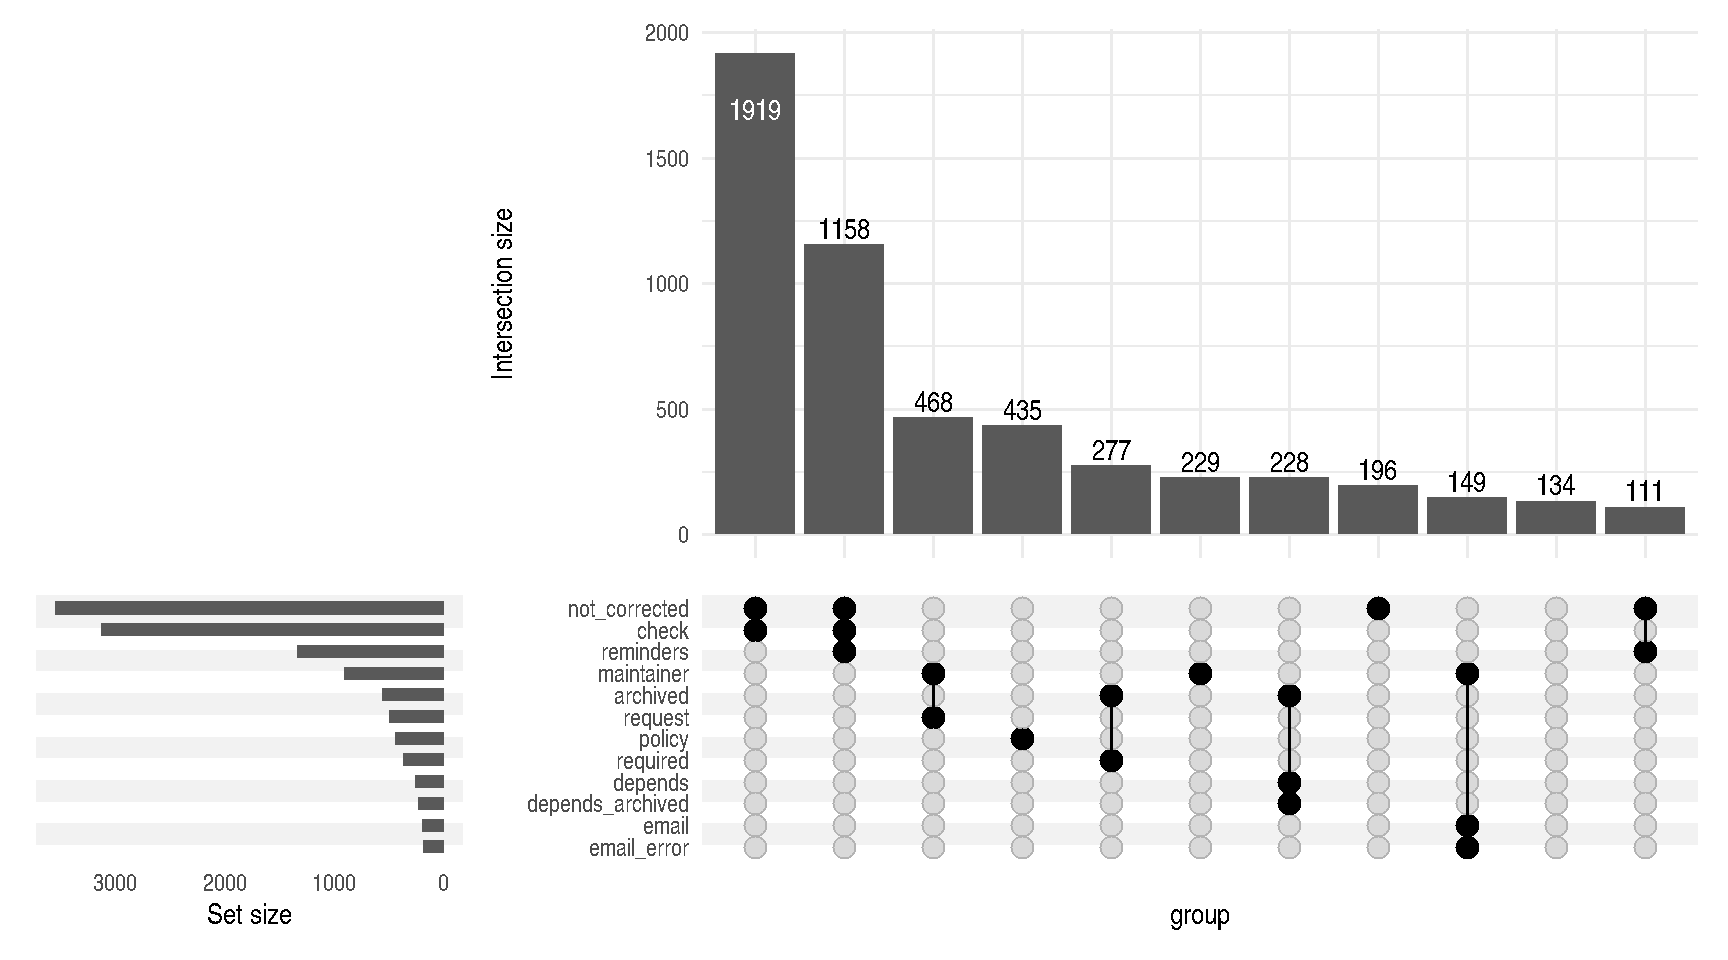 2000
1500
1000
500
0
Intersection size
1919
1158
468
435
277
229
228
196
149
134
111
not_corrected
check
reminders
maintainer
archived
request
policy
required
depends
depends_archived
email
email_error
3000 2000 1000 0
Set size
group